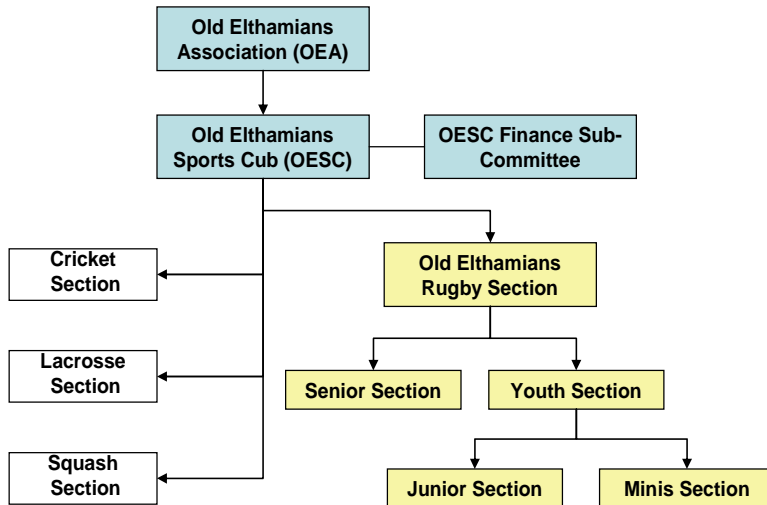 Old Elthamians
Association (OEA)
Old Elthamians
Sports Cub (OESC)
OESC Finance Sub-
Committee
Cricket
Section
Old Elthamians
Rugby Section
Lacrosse
Section
Senior Section
Youth Section
Squash
Section
Junior Section
Minis Section